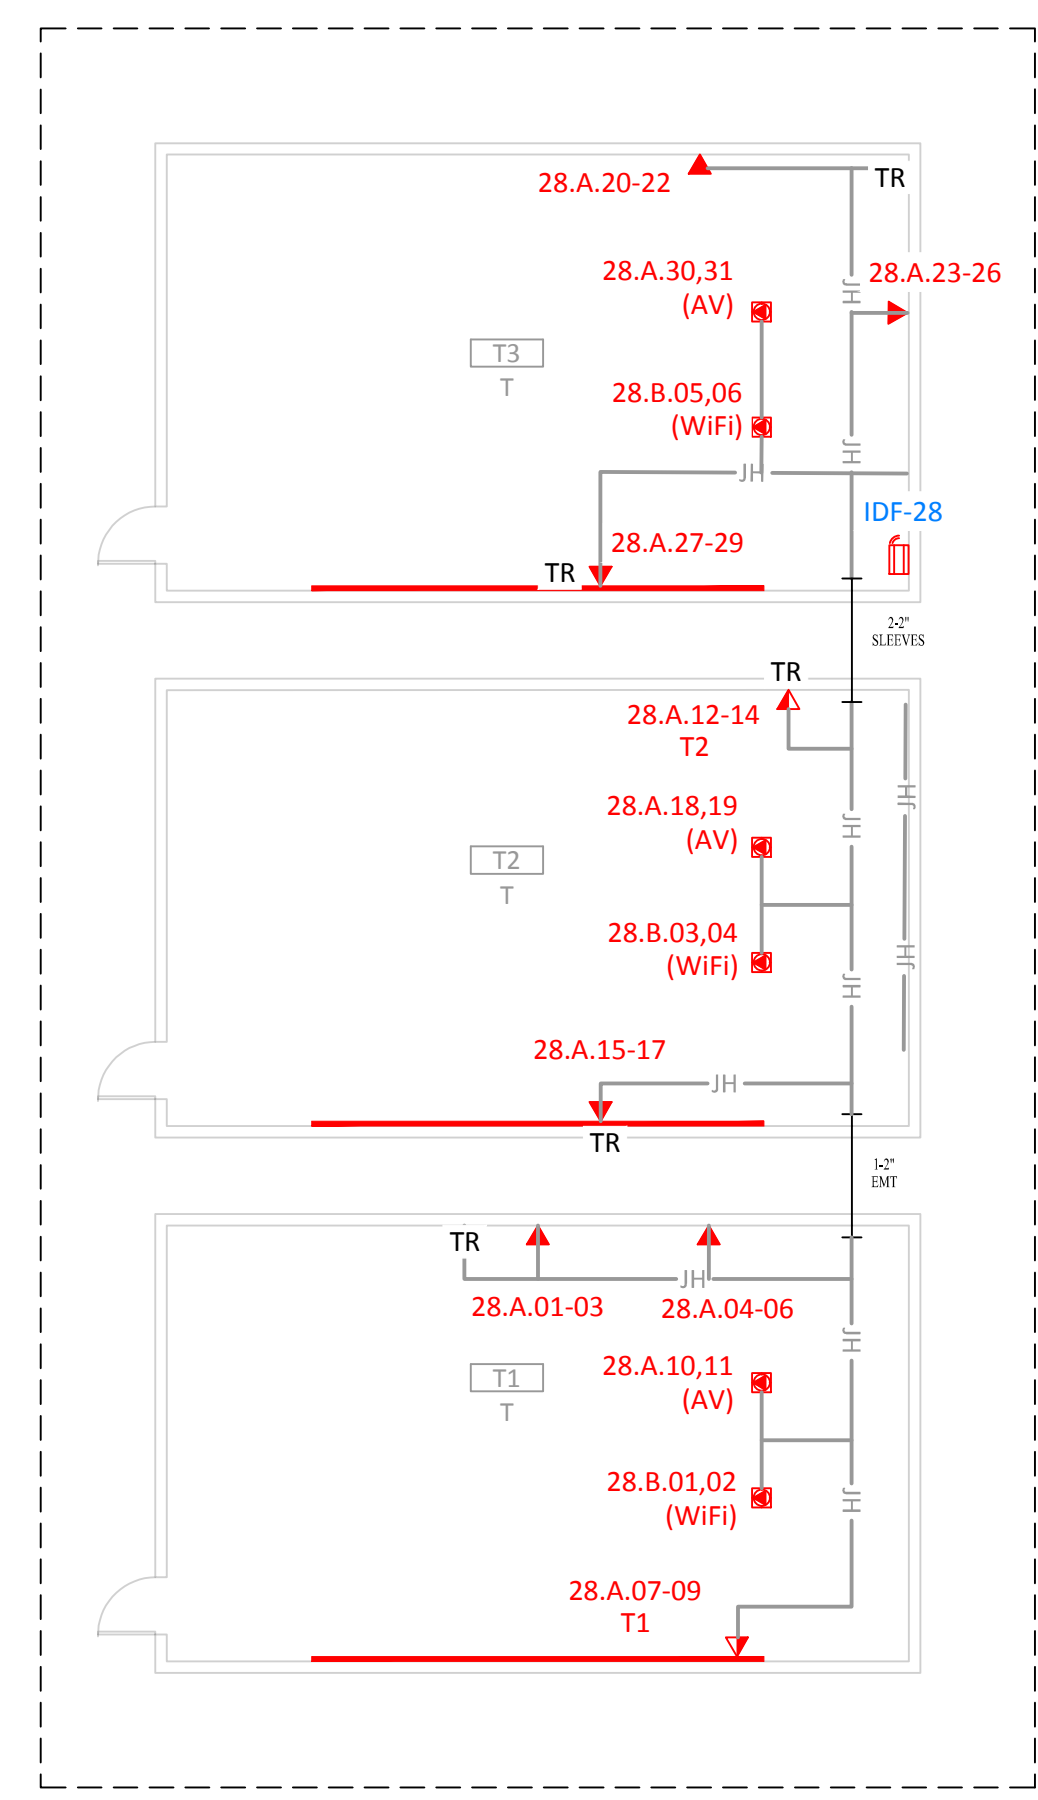 28.A.20-22
TR
28.A.30,31
(AV)
JH
28.A.23-26
T3
T
28.B.05,06
(WiFi)
JH
JH
IDF-28
28.A.27-29
TR
2-2"
SLEEVES
TR
28.A.12-14
T2
28.A.18,19
(AV)
JH
JH
T2
T
28.B.03,04
(WiFi)
JH
JH
28.A.15-17
JH
TR
1-2"
EMT
TR
JH
28.A.01-03
28.A.04-06
JH
28.A.10,11
(AV)
T1
T
28.B.01,02
(WiFi)
JH
28.A.07-09
T1